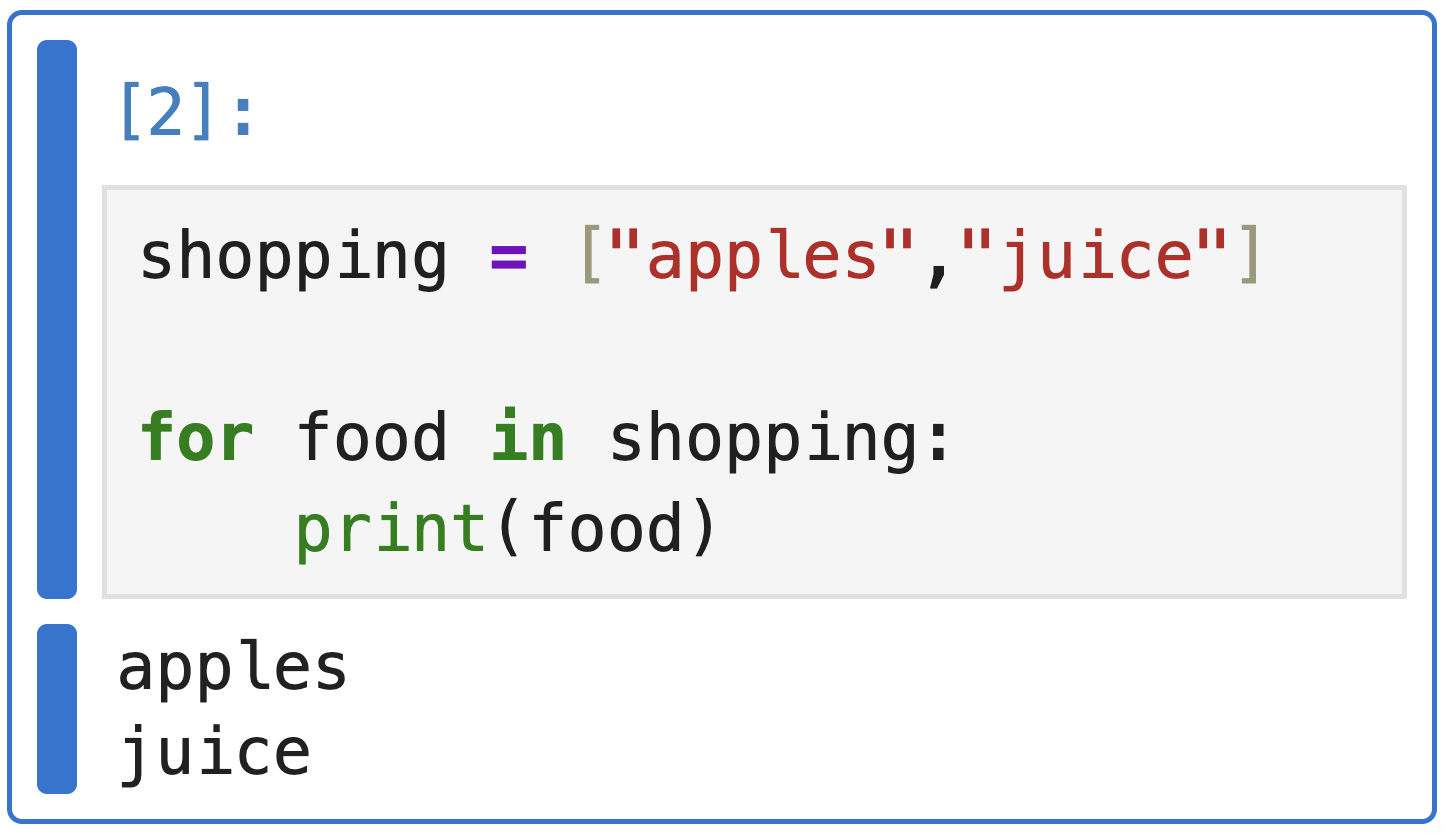 [2]:
shopping = ["apples","juice"]
for food in shopping:
    print(food)
apples
juice